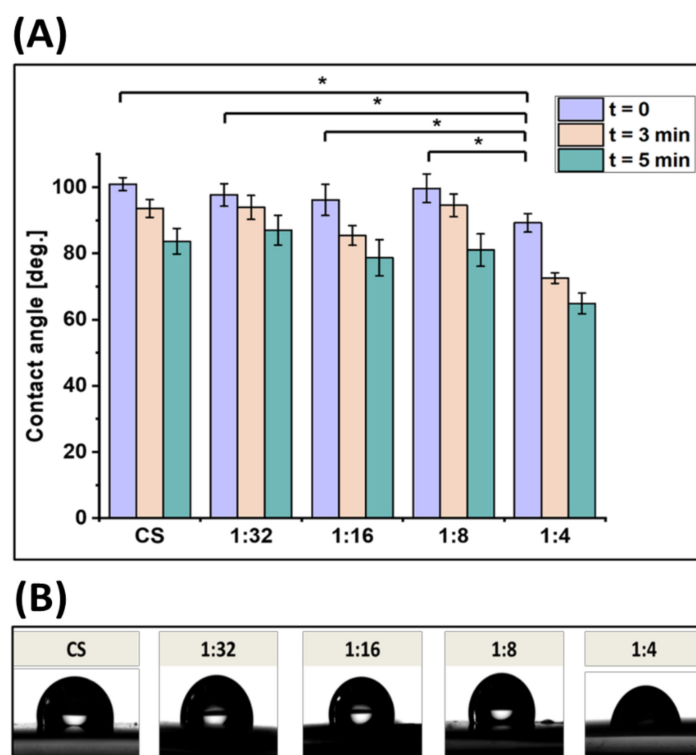 (A)
*
*
*
*
t = 0
t = 3 min
t = 5 min
100
80
60
40
20
0
Contact angle [deg.]
CS 1:32 1:16 1:8 1:4
(B)
CS 1:32 1:16 1:8 1:4